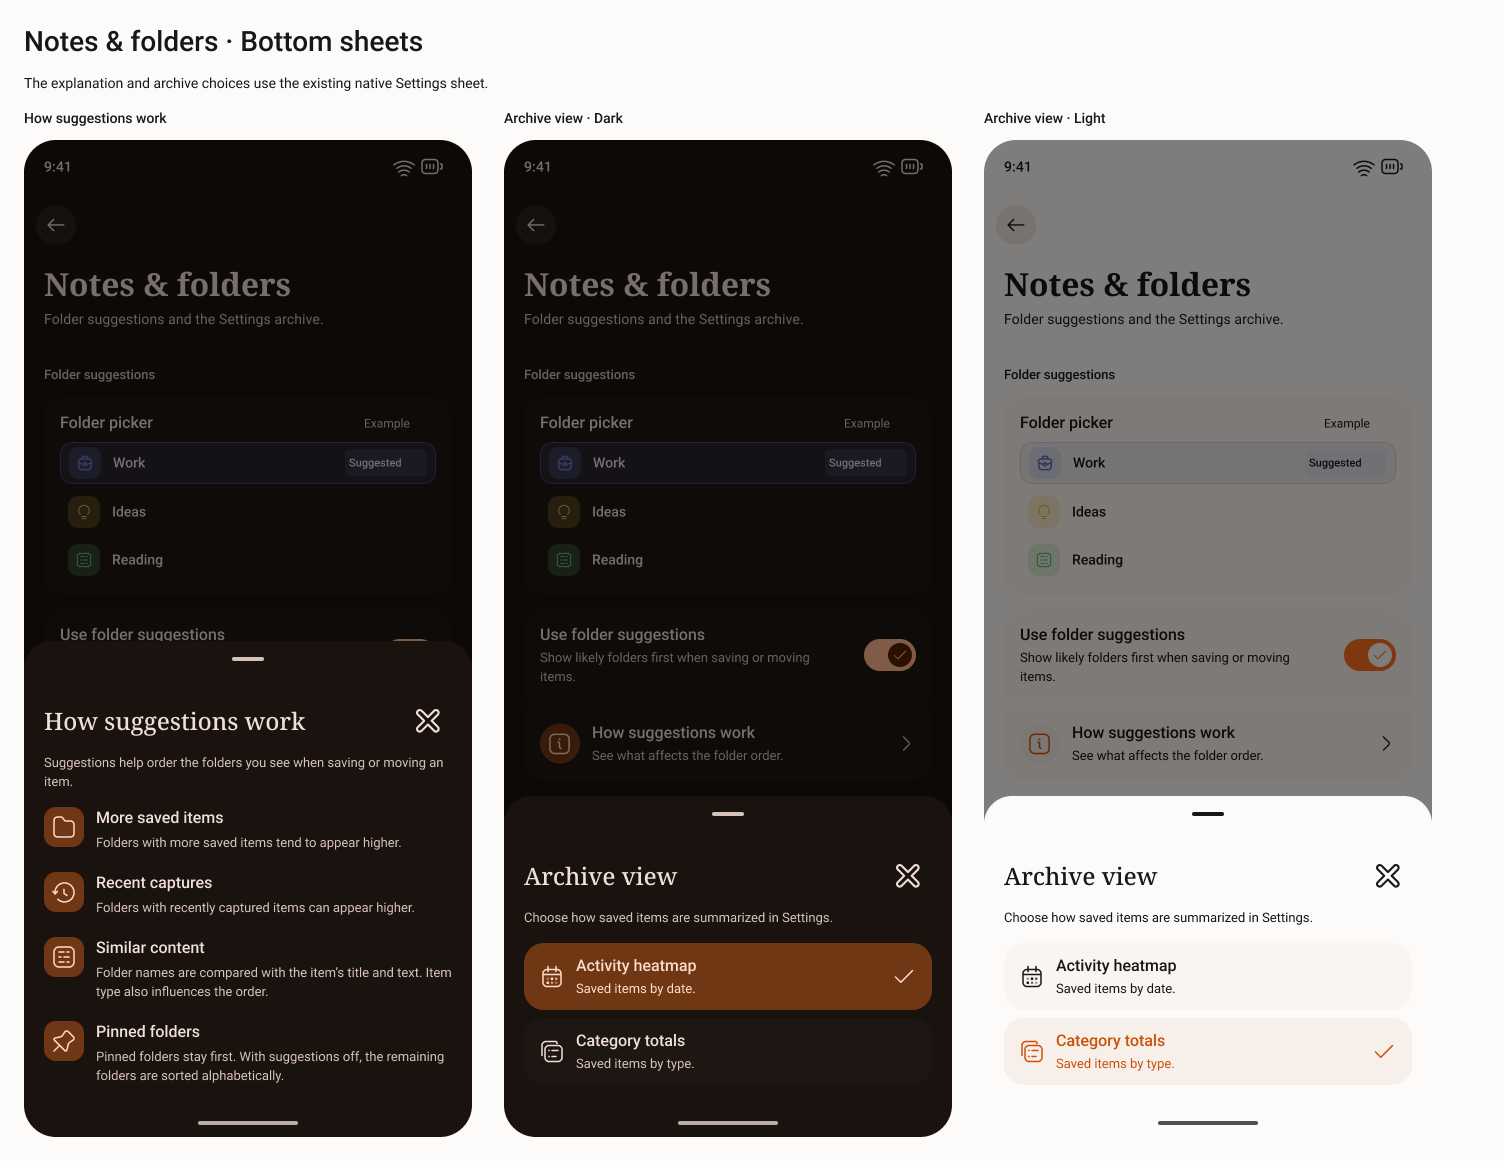 Notes & folders · Bottom sheets
The explanation and archive choices use the existing native Settings sheet.
How suggestions work
9:41
Notes & folders
Folder suggestions and the Settings archive.
Folder suggestions
Folder picker
Example
Work
Suggested
Ideas
Reading
Use folder suggestions
How suggestions work
Suggestions help order the folders you see when saving or moving an
item.
More saved items
Folders with more saved items tend to appear higher.
Recent captures
Folders with recently captured items can appear higher.
Similar content
Folder names are compared with the item's title and text. Item
type also influences the order.
Pinned folders
Pinned folders stay first. With suggestions off, the remaining
folders are sorted alphabetically.
Archive view · Dark
9:41
Notes & folders
Folder suggestions and the Settings archive.
Folder suggestions
Folder picker
Example
Work
Suggested
Ideas
Reading
Use folder suggestions
Show likely folders first when saving or moving
items.
How suggestions work
See what affects the folder order.
Archive view
Choose how saved items are summarized in Settings.
Activity heatmap
Saved items by date.
Category totals
Saved items by type.
Archive view · Light
9:41
Notes & folders
Folder suggestions and the Settings archive.
Folder suggestions
Folder picker
Example
Work
Suggested
Ideas
Reading
Use folder suggestions
Show likely folders first when saving or moving
items.
How suggestions work
See what affects the folder order.
Archive view
Choose how saved items are summarized in Settings.
Activity heatmap
Saved items by date.
Category totals
Saved items by type.